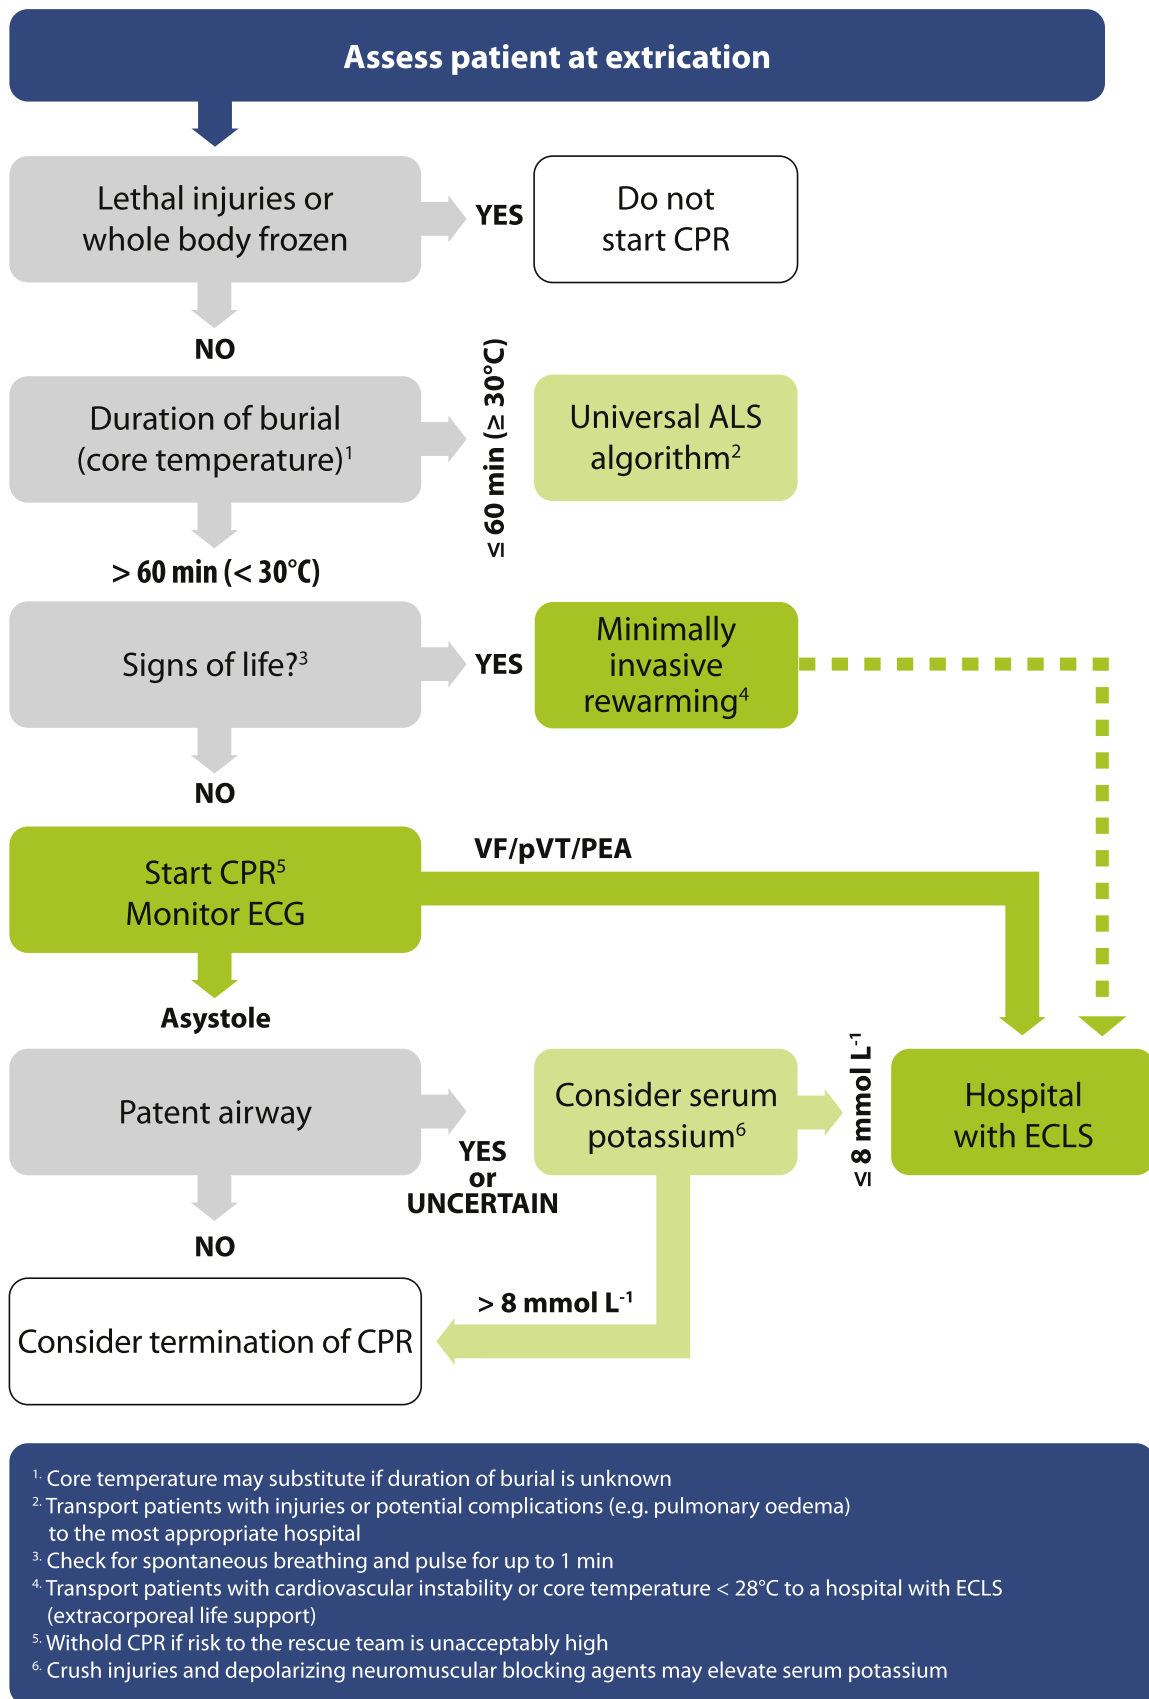 Assess patient at extrication
Lethal injuries or
whole body frozen
YES
Do not
start CPR
NO
Duration of burial
(core temperature)¹
≤ 60 min (≥ 30°C)
Universal ALS
algorithm²
> 60 min (< 30°C)
Signs of life?³
YES
Minimally
invasive
rewarming⁴
NO
Start CPR⁵
Monitor ECG
VF/pVT/PEA
Asystole
Patent airway
YES
or
UNCERTAIN
Consider serum
potassium⁶
≤ 8 mmol L⁻¹
Hospital
with ECLS
NO
> 8 mmol L⁻¹
Consider termination of CPR
¹· Core temperature may substitute if duration of burial is unknown
²· Transport patients with injuries or potential complications (e.g. pulmonary oedema)
to the most appropriate hospital
³· Check for spontaneous breathing and pulse for up to 1 min
⁴· Transport patients with cardiovascular instability or core temperature < 28°C to a hospital with ECLS
(extracorporeal life support)
⁵· Withold CPR if risk to the rescue team is unacceptably high
⁶· Crush injuries and depolarizing neuromuscular blocking agents may elevate serum potassium